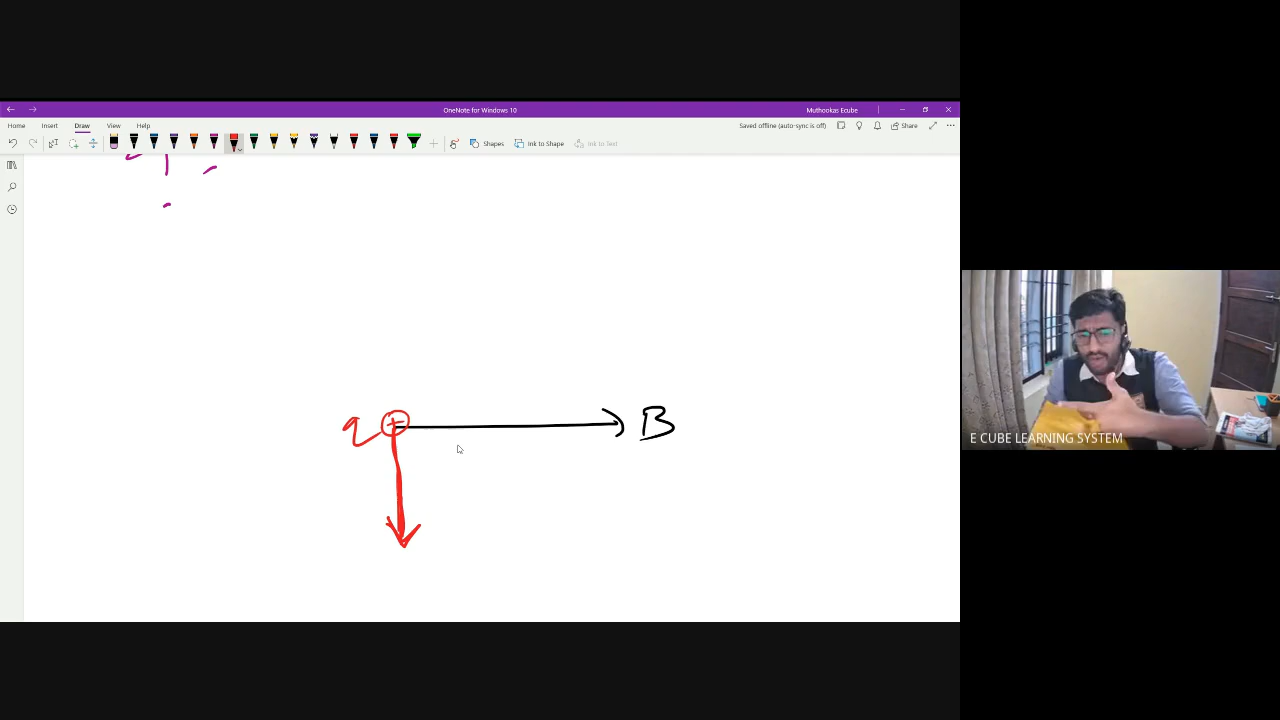 OneNote for Windows 10
Muthookas Ecube
Home Insert Draw View Help
Saved offline (auto-sync is off)
Share
Shapes
Ink to Shape
Ink to Text
q + B
E CUBE LEARNING SYSTEM